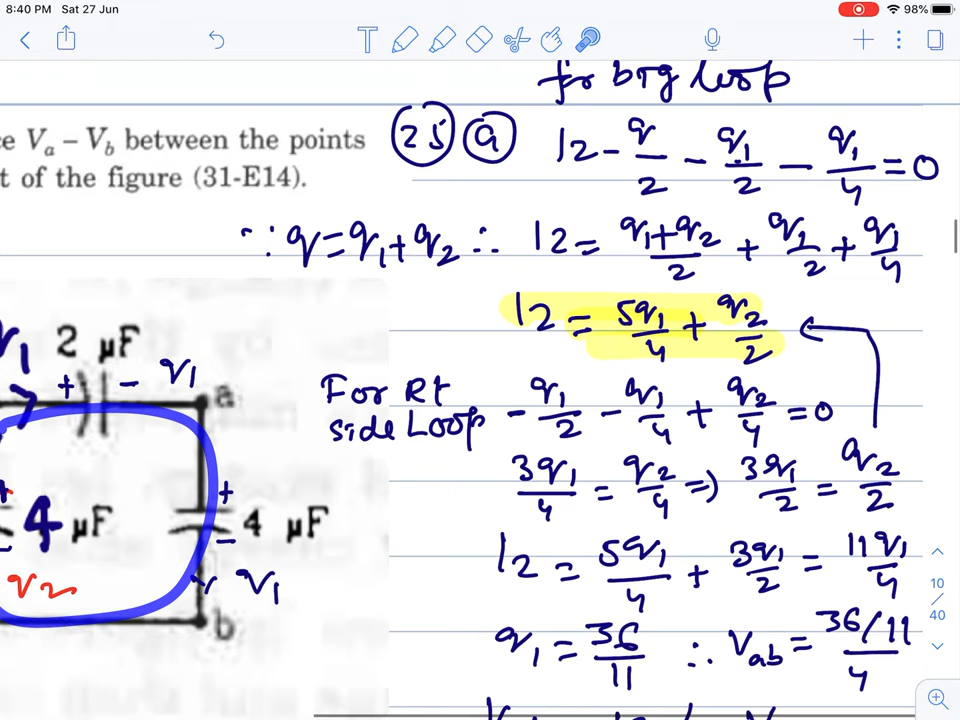 8:40 PM Sat 27 Jun
98%
for big loop
ce Va – Vb between the points
t of the figure (31-E14).
25 a 12 - q/2 - q1/2 - q1/4 = 0
∵ q = q1 + q2 ∴ 12 = (q1+q2)/2 + q1/2 + q1/4
12 = 5q1/4 + q2/2
For Rt side Loop - q1/2 - q1/4 + q2/4 = 0
3q1/4 = q2/4 => 3q1/2 = q2/2
12 = 5q1/4 + 3q1/2 = 11q1/4
q1 = 36/11 ∴ Vab = (36/11)/4
2 μF
+ - q1
a
4 μF
+
-
4 μF
q2
q1
b
10
/
40